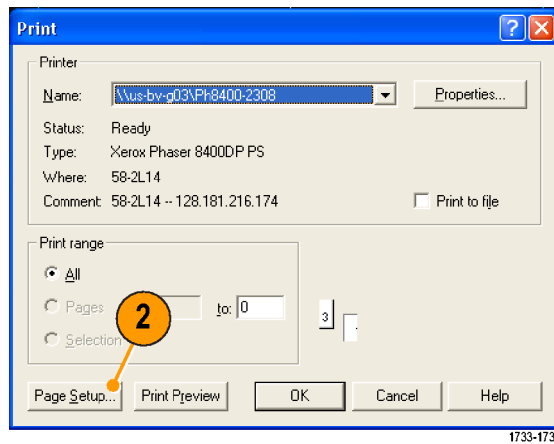 Print
Printer
Name: \\us-bv-g03\Ph8400-2308 Properties...
Status: Ready
Type: Xerox Phaser 8400DP PS
Where: 58-2L14
Comment: 58-2L14 -- 128.181.216.174 Print to file
Print range
All
Pages to: 0
2
3
Selection
Page Setup... Print Preview OK Cancel Help
1733-173